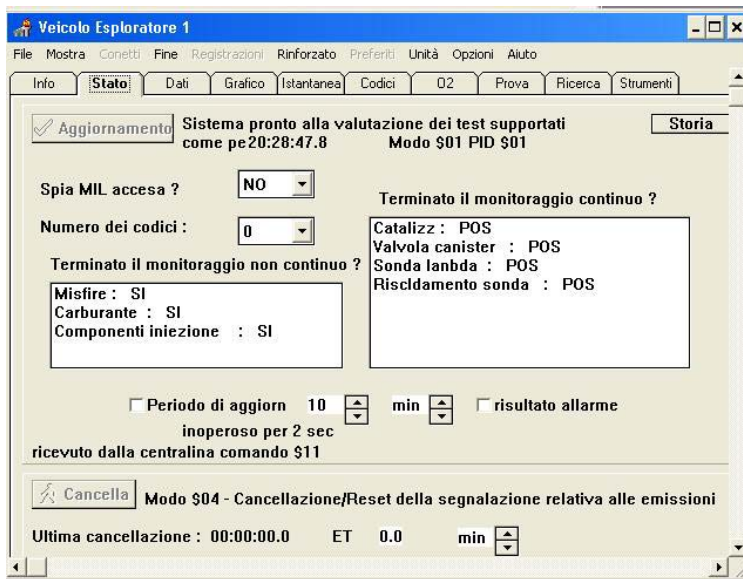 Veicolo Esploratore 1
File Mostra Conetti Fine Registrazioni Rinforzato Preferiti Unità Opzioni Aiuto
Info Stato Dati Grafico Istantanea Codici O2 Prova Ricerca Strumenti
Aggiornamento Sistema pronto alla valutazione dei test supportati Storia
come pe20:28:47.8 Modo $01 PID $01
Spia MIL accesa ? NO
Numero dei codici : 0
Terminato il monitoraggio non continuo ?
Misfire : SI
Carburante : SI
Componenti iniezione : SI
Terminato il monitoraggio continuo ?
Catalizz : POS
Valvola canister : POS
Sonda lanbda : POS
Riscldamento sonda : POS
Periodo di aggiorn 10 min risultato allarme
inoperoso per 2 sec
ricevuto dalla centralina comando $11
Cancella Modo $04 - Cancellazione/Reset della segnalazione relativa alle emissioni
Ultima cancellazione : 00:00:00.0 ET 0.0 min